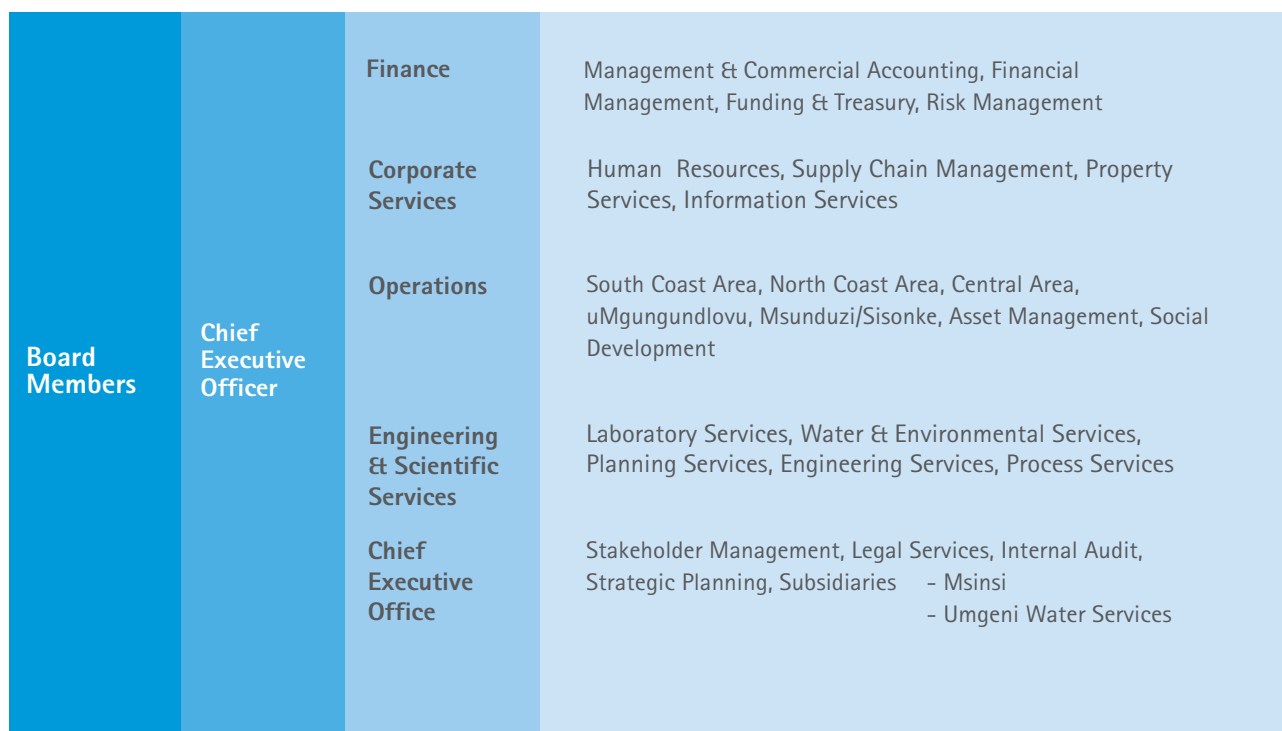 Board
Members
Chief
Executive
Officer
Finance
Management & Commercial Accounting, Financial
Management, Funding & Treasury, Risk Management
Corporate
Services
Human Resources, Supply Chain Management, Property
Services, Information Services
Operations
South Coast Area, North Coast Area, Central Area,
uMgungundlovu, Msunduzi/Sisonke, Asset Management, Social
Development
Engineering
& Scientific
Services
Laboratory Services, Water & Environmental Services,
Planning Services, Engineering Services, Process Services
Chief
Executive
Office
Stakeholder Management, Legal Services, Internal Audit,
Strategic Planning, Subsidiaries - Msinsi
- Umgeni Water Services